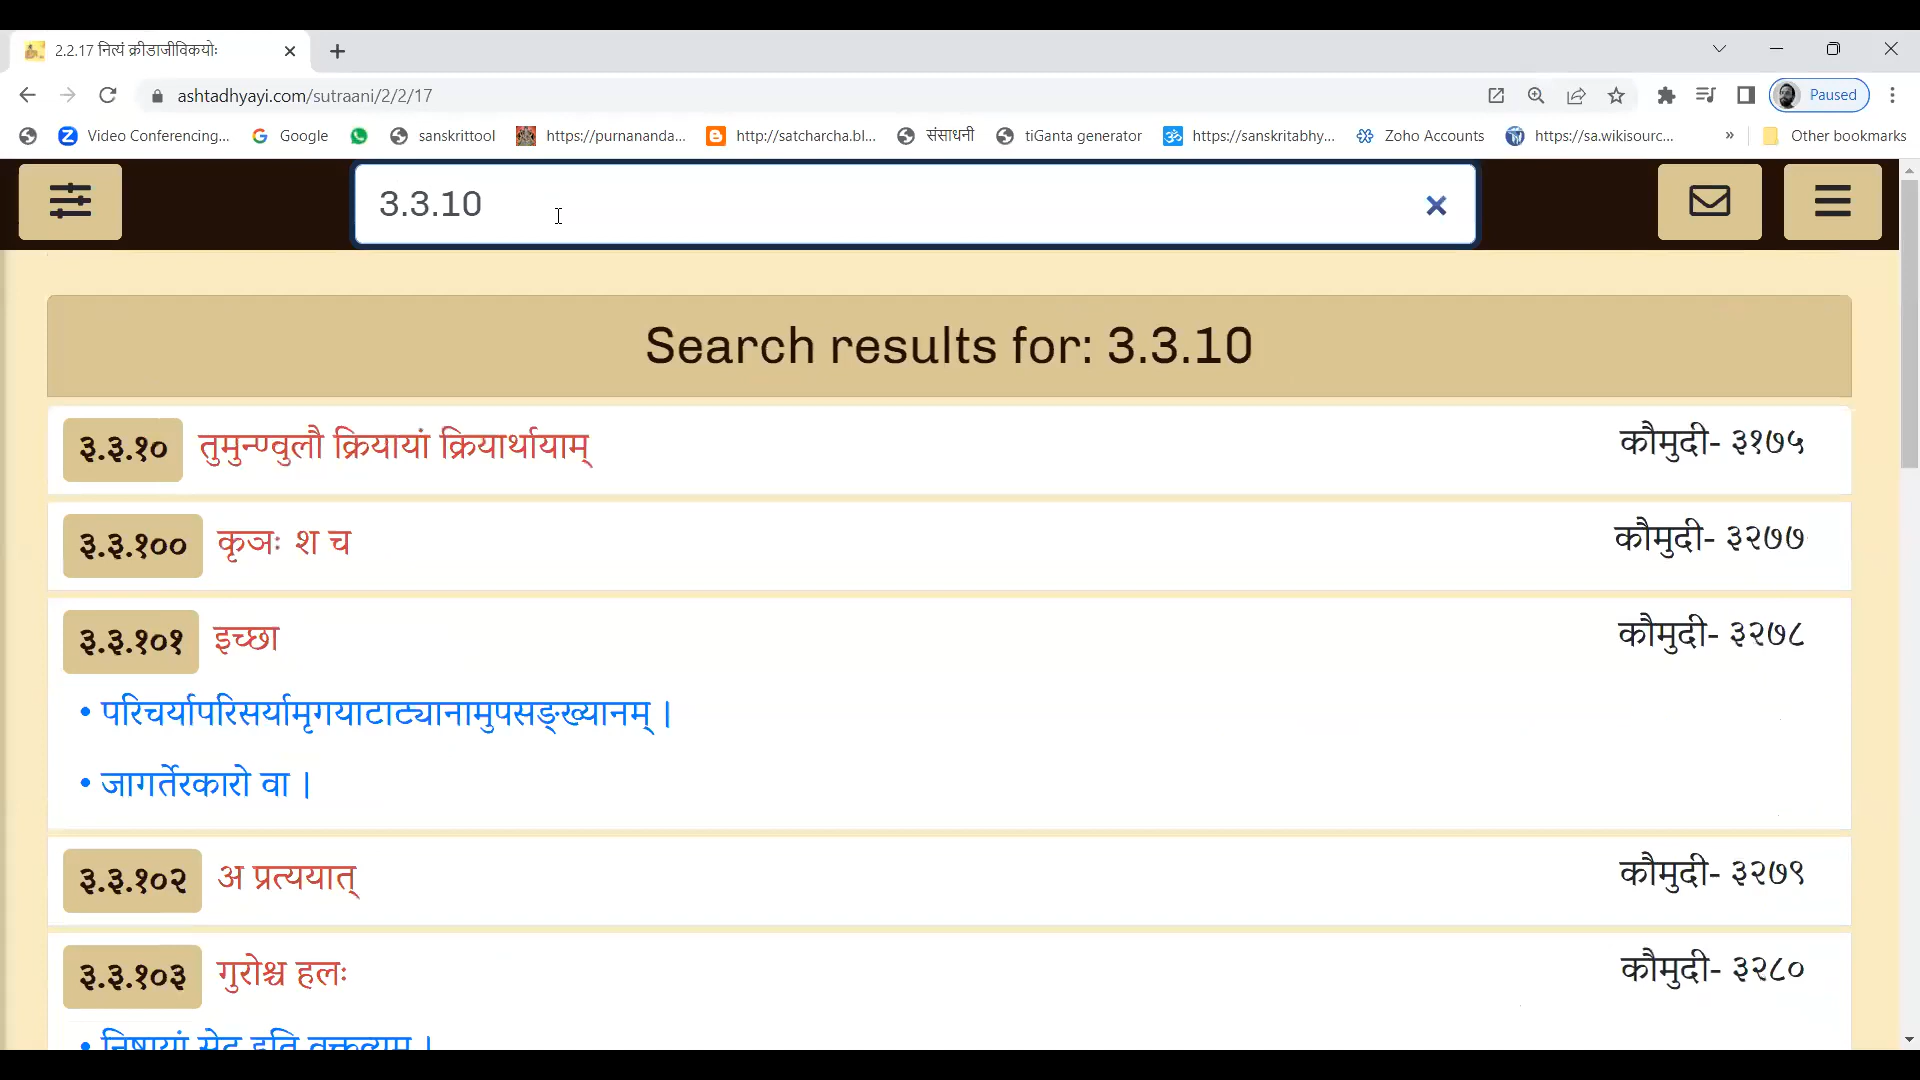 2.2.17 नित्यं क्रीडाजीविकयोः
ashtadhyayi.com/sutraani/2/2/17
Paused
Video Conferencing...
Google
sanskrittool
https://purnananda...
http://satcharcha.bl...
संसाधनी
tiGanta generator
https://sanskritabhy...
Zoho Accounts
https://sa.wikisourc...
»
Other bookmarks
3.3.10
Search results for: 3.3.10
३.३.१० तुमुन्ण्वुलौ क्रियायां क्रियार्थायाम् कौमुदी- ३१७५
३.३.१०० कृञः श च कौमुदी- ३२७७
३.३.१०१ इच्छा कौमुदी- ३२७८
• परिचर्यापरिसर्यामृगयाटाट्यानामुपसङ्ख्यानम् ।
• जागर्तेरकारो वा ।
३.३.१०२ अ प्रत्ययात् कौमुदी- ३२७९
३.३.१०३ गुरोश्च हलः कौमुदी- ३२८०